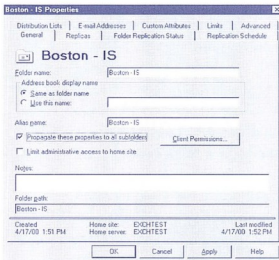 Boston - IS Properties
Distribution Lists E-mail Addresses Custom Attributes Limits Advanced
General Replicas Folder Replication Status Replication Schedule
Boston - IS
Folder name: Boston - IS
Address book display name
Same as folder name
Use this name:
Alias name: Boston - IS
Propagate these properties to all subfolders
Client Permissions...
Limit administrative access to home site
Notes:
Folder path:
Boston - IS
Created Home site: EXCHTEST Last modified
4/17/00 1:51 PM Home server: EXCHTEST 4/17/00 1:52 PM
OK Cancel Apply Help